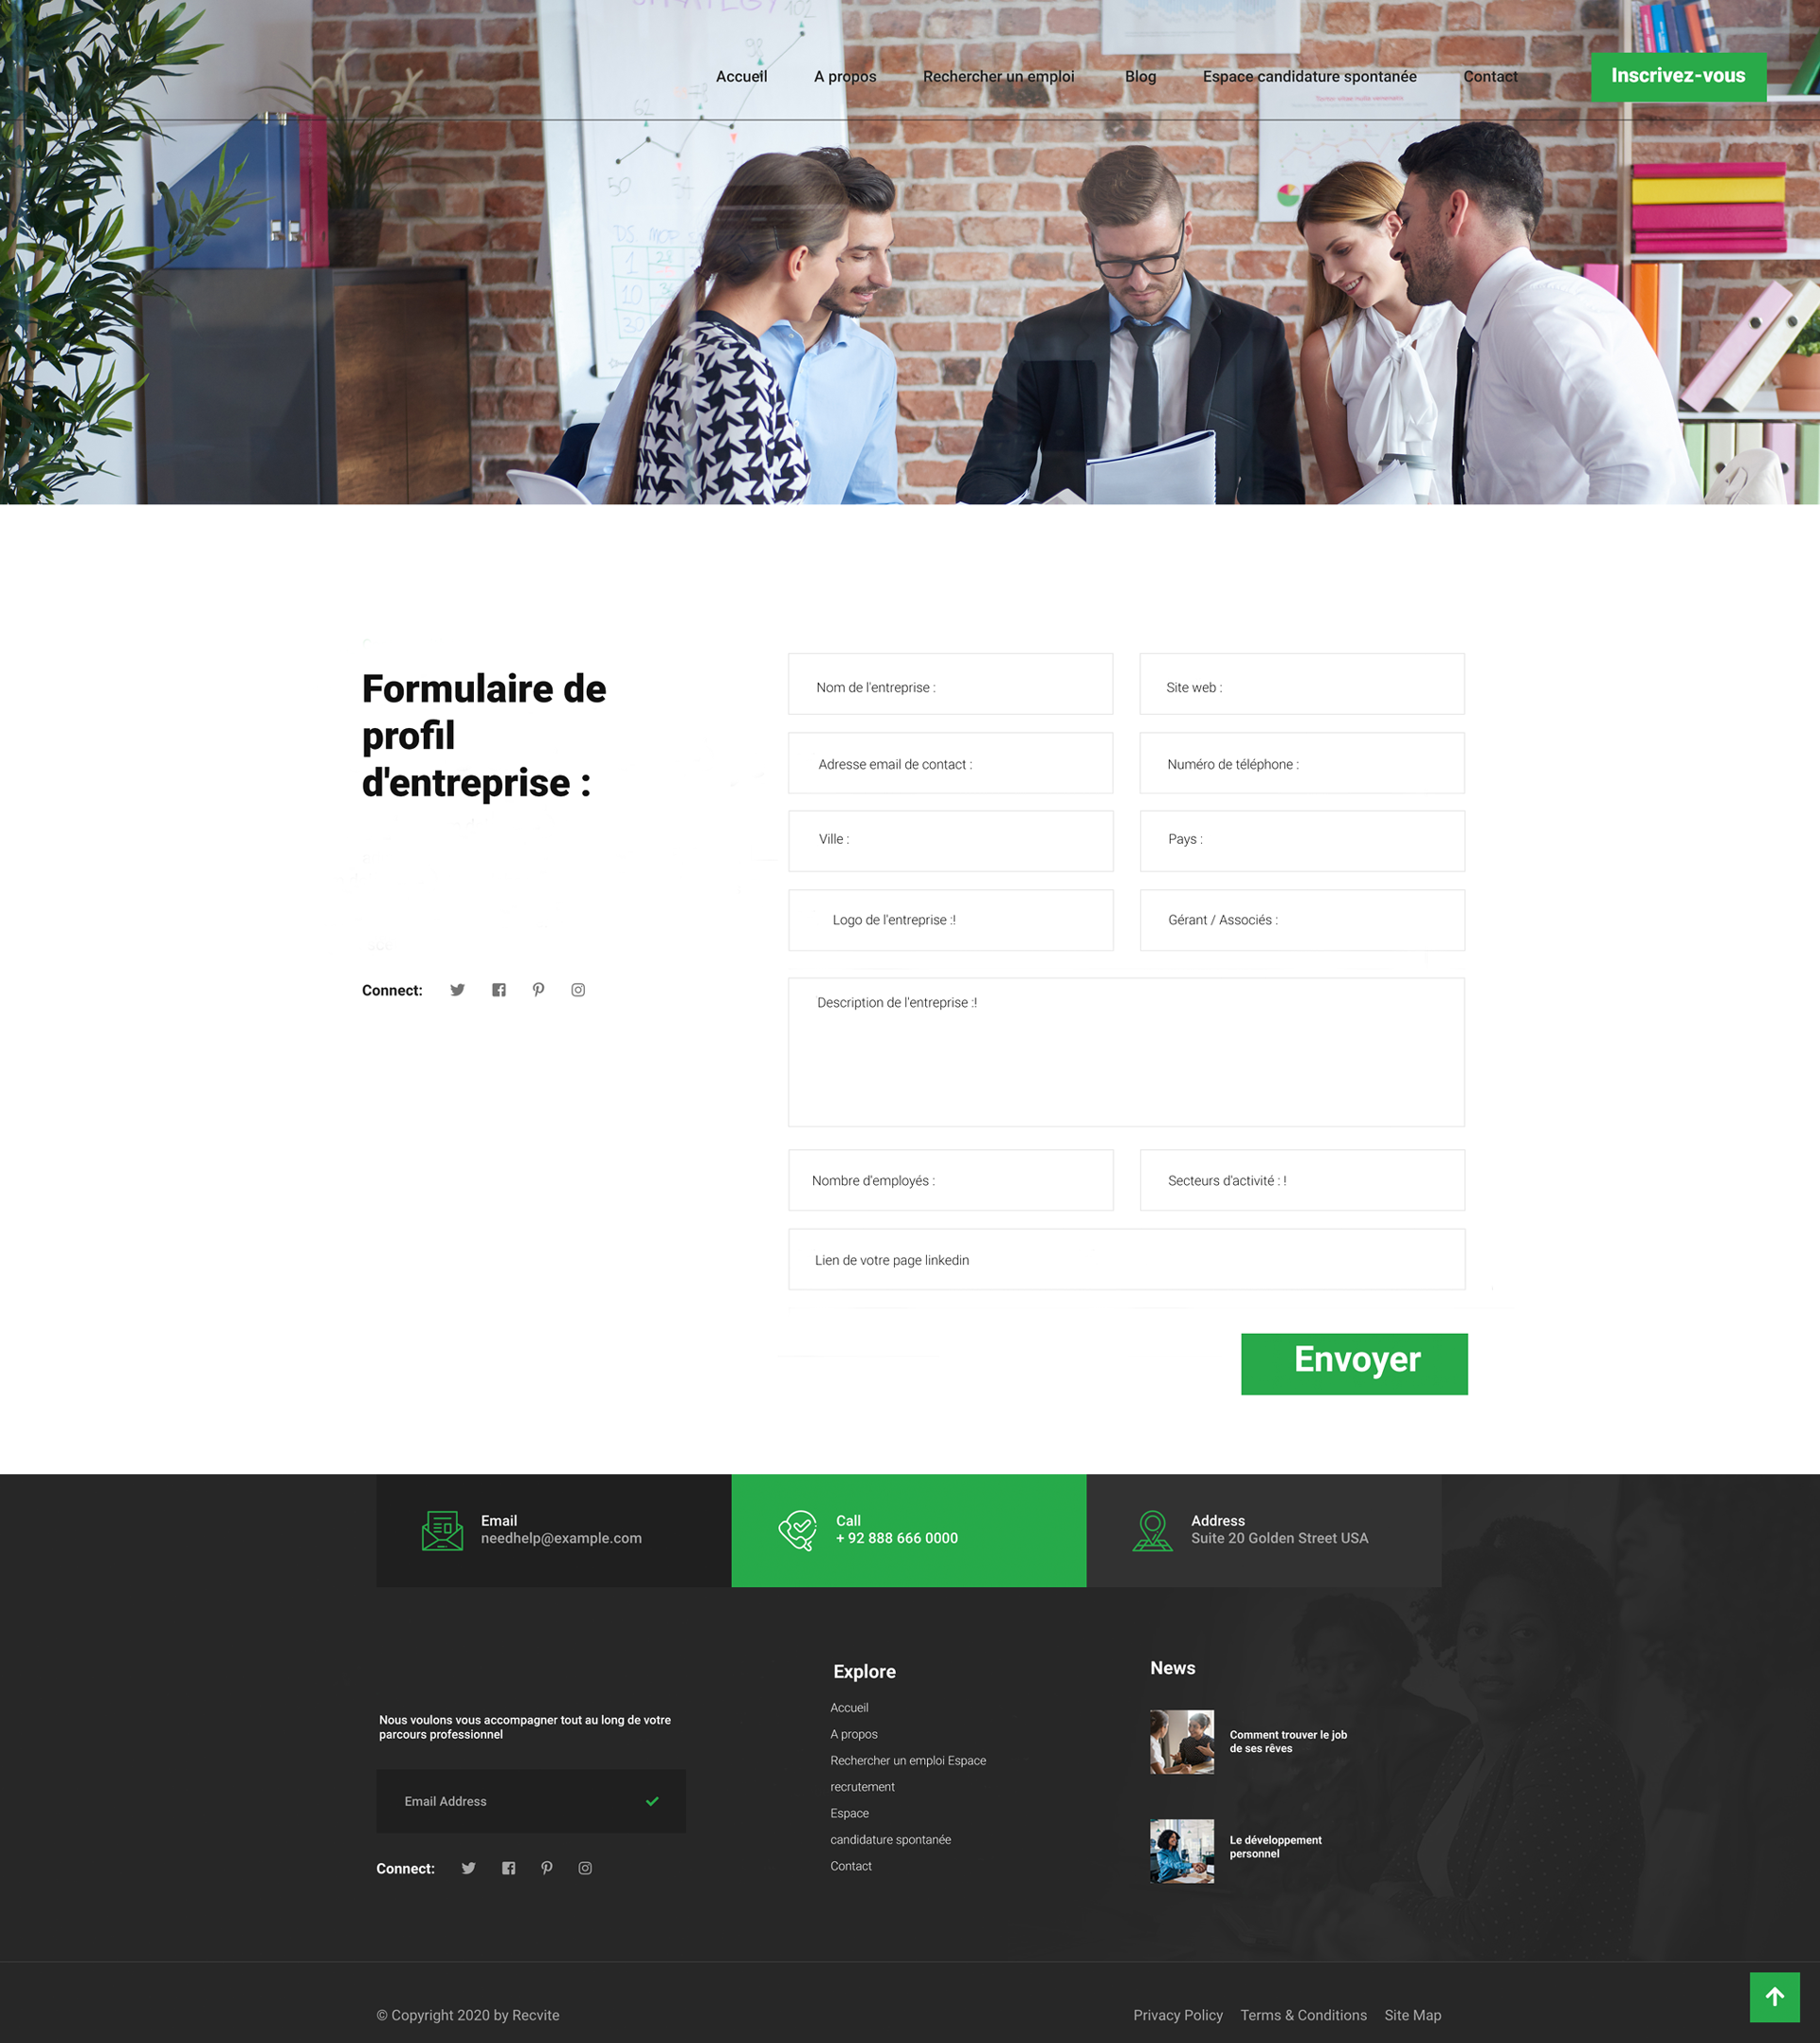 STRATEGY 102
98
Accueil A propos Rechercher un emploi Blog Espace candidature spontanée Contact Inscrivez-vous
62
50
Formulaire de
profil
d'entreprise :
Connect:
Nom de l'entreprise : Site web :
Adresse email de contact : Numéro de téléphone :
Ville : Pays :
Logo de l'entreprise :! Gérant / Associés :
Description de l'entreprise :!
Nombre d'employés : Secteurs d'activité : !
Lien de votre page linkedin
Envoyer
Email
needhelp@example.com
Call
+ 92 888 666 0000
Address
Suite 20 Golden Street USA
Nous voulons vous accompagner tout au long de votre
parcours professionnel
Email Address
Connect:
Explore
Accueil
A propos
Rechercher un emploi Espace
recrutement
Espace
candidature spontanée
Contact
News
Comment trouver le job
de ses rêves
Le développement
personnel
© Copyright 2020 by Recvite
Privacy Policy Terms & Conditions Site Map